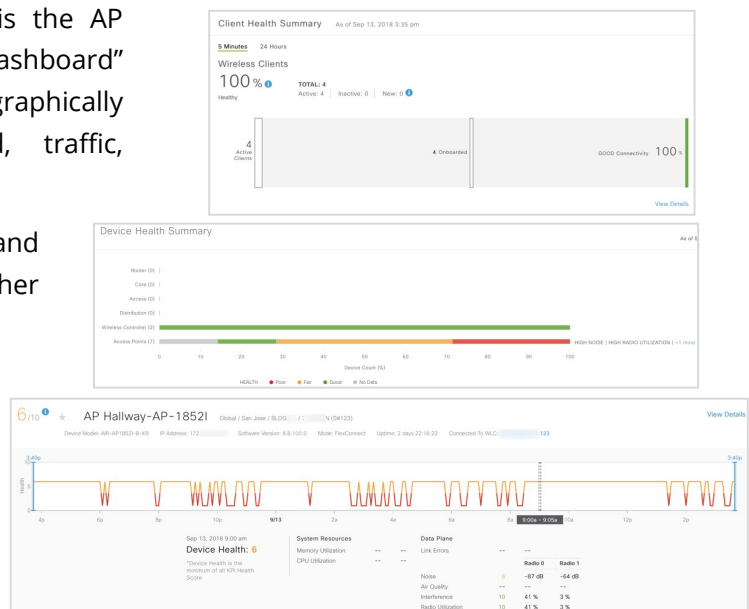 is the AP
ashboard”
graphically
traffic,
and
her
Client Health Summary As of Sep 13, 2018 3:35 pm
5 Minutes 24 Hours
Wireless Clients
100 %
Healthy
TOTAL: 4
Active: 4 | Inactive: 0 | New: 0
4
Active
Clients
4 Onboarded
GOOD Connectivity 100 %
View Details
Device Health Summary
As of S
Router (0)
Core (0)
Access (0)
Distribution (0)
Wireless Controller (2)
Access Points (7)
HIGH NOISE | HIGH RADIO UTILIZATION | +1 more
0 10 20 30 40 50 60 70 80 90 100
Device Count (%)
HEALTH Poor Fair Good No Data
6/10 AP Hallway-AP-1852I Global / San Jose / BLDG / N (S#123)
View Details
Device Model: AIR-AP1852I-B-K9 IP Address: 172 Software Version: 8.8.100.0 Mode: FlexConnect Uptime: 2 days 22:16:22 Connected To WLC: 123
3:40p 3:40p
10
5
0
Health
4p 6p 8p 10p 9/13 2a 4a 6a 8a 9:00a - 9:05a 10a 12p 2p
Sep 13, 2018 9:00 am
Device Health: 6
*Device Health is the
minimum of all KPI Health
Score
System Resources
Memory Utilization -- --
CPU Utilization -- --
Data Plane
Link Errors -- --
Radio 0 Radio 1
Noise 6 -87 dB -64 dB
Air Quality -- -- --
Interference 10 41 % 3 %
Radio Utilization 10 41 % 3 %